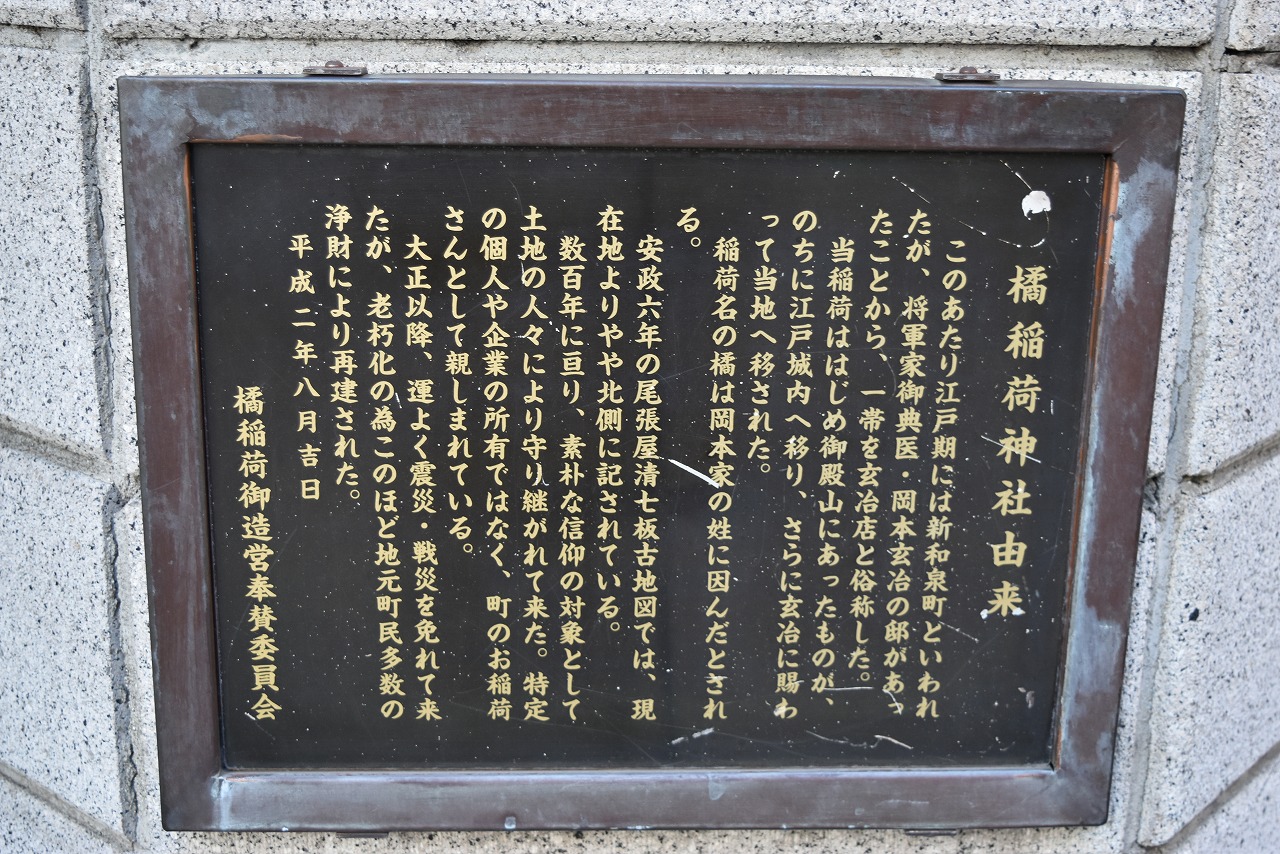 橘稲荷神社由来
このあたり江戸期には新和泉町といわれ
たが、将軍家御典医・岡本玄冶の邸があっ
たことから、一帯を玄冶店と俗称した。
当稲荷ははじめ御殿山にあったものが、
のちに江戸城内へ移り、さらに玄冶に賜わ
って当地へ移された。
稲荷名の橘は岡本家の姓に因んだとされ
る。
安政六年の尾張屋清七板古地図では、現
在地よりやや北側に記されている。
数百年に亘り、素朴な信仰の対象として
土地の人々により守り継がれて来た。特定
の個人や企業の所有ではなく、町のお稲荷
さんとして親しまれている。
大正以降、運よく震災・戦災を免れて来
たが、老朽化の為このほど地元町民多数の
浄財により再建された。
平成二年八月吉日
橘稲荷御造営奉賛委員会